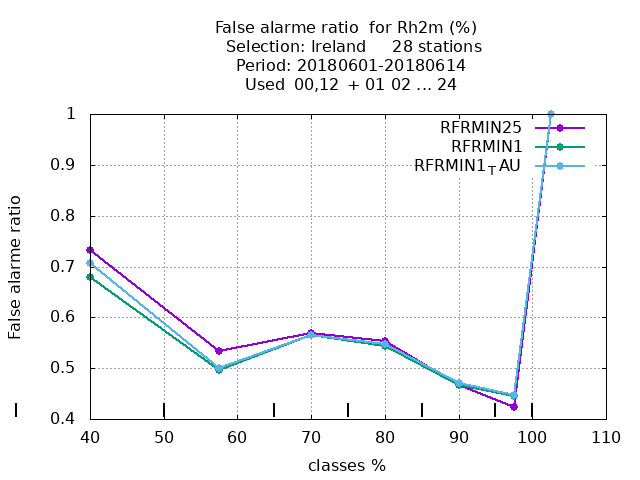 False alarme ratio  for Rh2m (%)
Selection: Ireland     28 stations
Period: 20180601-20180614
Used  00,12  + 01 02 ... 24
RFRMIN25
RFRMIN1
RFRMIN1TAU
False alarme ratio
1
0.9
0.8
0.7
0.6
0.5
0.4
40 50 60 70 80 90 100 110
classes %